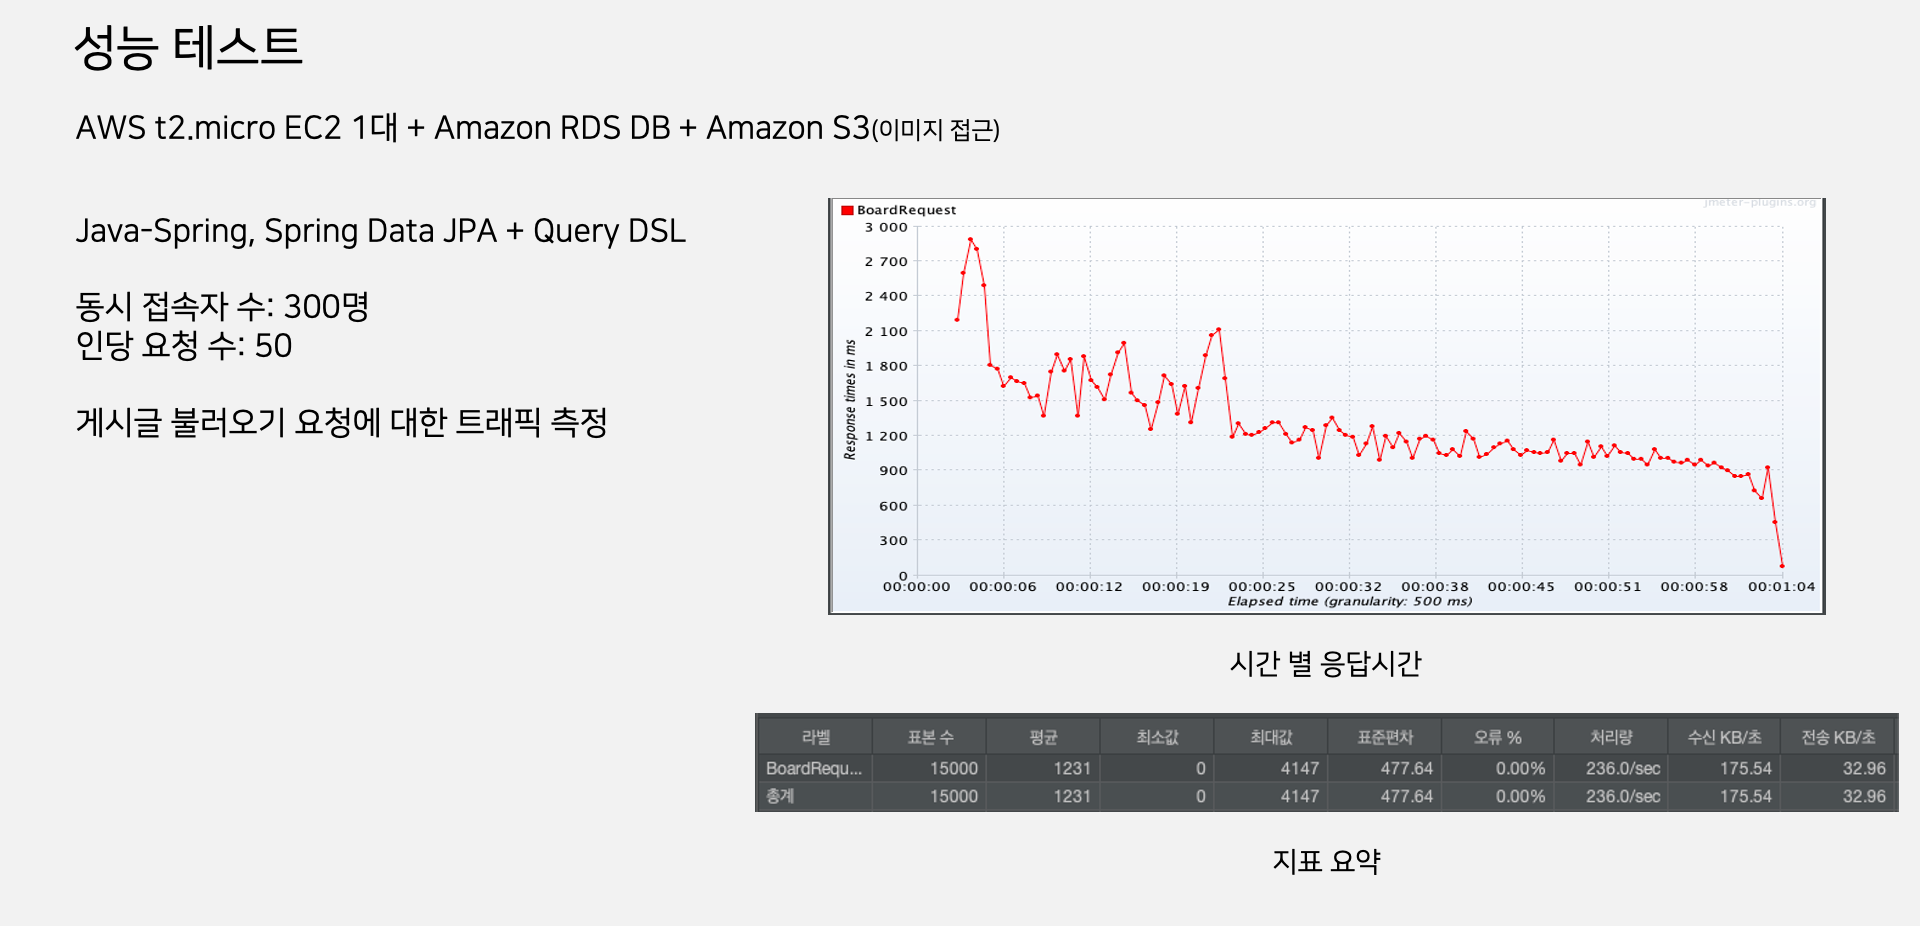 성능 테스트
AWS t2.micro EC2 1대 + Amazon RDS DB + Amazon S3(이미지 접근)
Java-Spring, Spring Data JPA + Query DSL
동시 접속자 수: 300명
인당 요청 수: 50
게시글 불러오기 요청에 대한 트래픽 측정
BoardRequest
jmeter-plugins.org
3 000
2 700
2 400
2 100
1 800
1 500
1 200
900
600
300
0
Response times in ms
00:00:00 00:00:06 00:00:12 00:00:19 00:00:25 00:00:32 00:00:38 00:00:45 00:00:51 00:00:58 00:01:04
Elapsed time (granularity: 500 ms)
시간 별 응답시간
라벨 표본 수 평균 최소값 최대값 표준편차 오류 % 처리량 수신 KB/초 전송 KB/초
BoardRequ... 15000 1231 0 4147 477.64 0.00% 236.0/sec 175.54 32.96
총계 15000 1231 0 4147 477.64 0.00% 236.0/sec 175.54 32.96
지표 요약